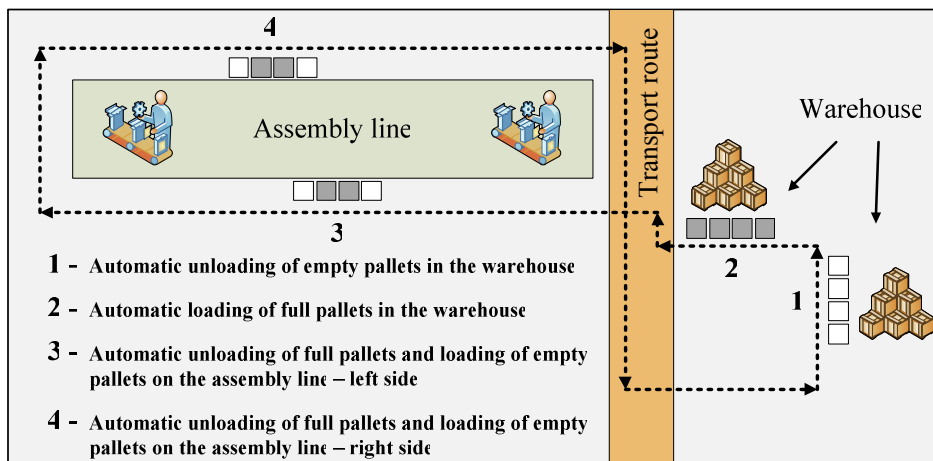 4
Assembly line
Transport route
Warehouse
3
2
1
1 - Automatic unloading of empty pallets in the warehouse
2 - Automatic loading of full pallets in the warehouse
3 - Automatic unloading of full pallets and loading of empty
pallets on the assembly line – left side
4 - Automatic unloading of full pallets and loading of empty
pallets on the assembly line – right side